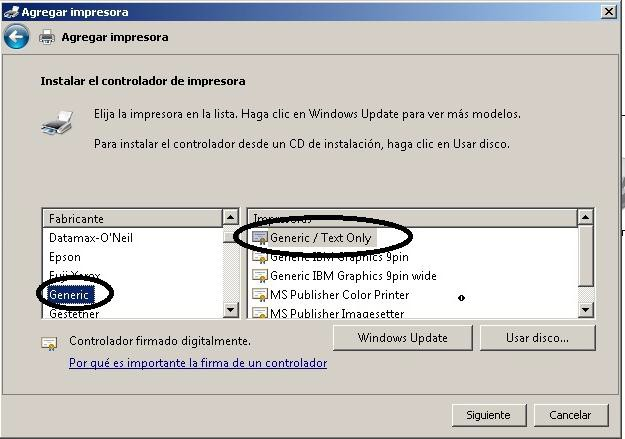 Agregar impresora
Agregar impresora
Instalar el controlador de impresora
Elija la impresora en la lista. Haga clic en Windows Update para ver más modelos.
Para instalar el controlador desde un CD de instalación, haga clic en Usar disco.
Fabricante
Datamax-O'Neil
Epson
Fuji Xerox
Generic
Gestetner
Impresoras
Generic / Text Only
Generic IBM Graphics 9pin
Generic IBM Graphics 9pin wide
MS Publisher Color Printer
MS Publisher Imagesetter
Controlador firmado digitalmente.
Por qué es importante la firma de un controlador
Windows Update
Usar disco...
Siguiente
Cancelar